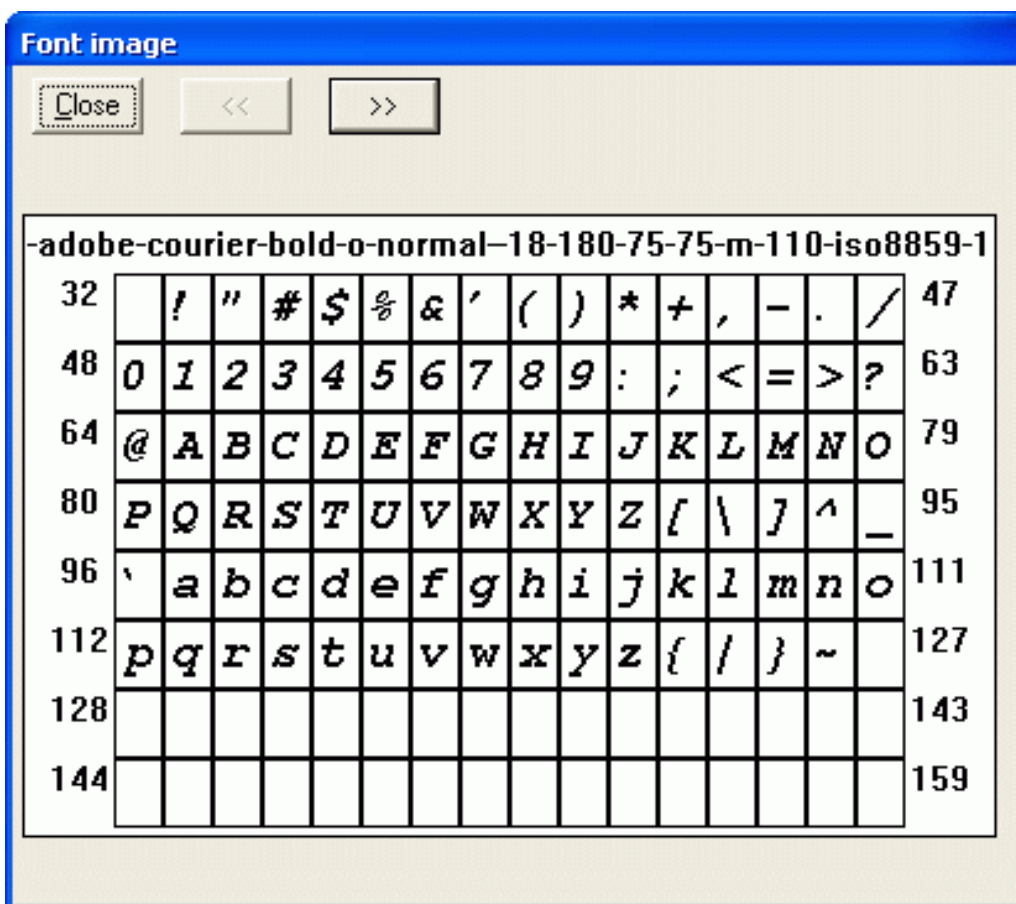 Font image
Close << >>
-adobe-courier-bold-o-normal--18-180-75-75-m-110-iso8859-1
32 ! " # $ % & ' ( ) * + , - . / 47
48 0 1 2 3 4 5 6 7 8 9 : ; < = > ? 63
64 @ A B C D E F G H I J K L M N O 79
80 P Q R S T U V W X Y Z [ \ ] ^ _ 95
96 ` a b c d e f g h i j k l m n o 111
112 p q r s t u v w x y z { | } ~ 127
128 143
144 159